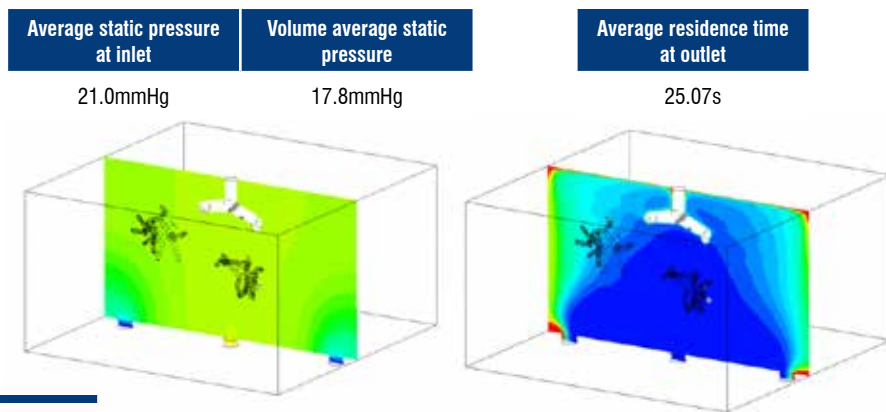 Average static pressure
at inlet
Volume average static
pressure
Average residence time
at outlet
21.0mmHg
17.8mmHg
25.07s